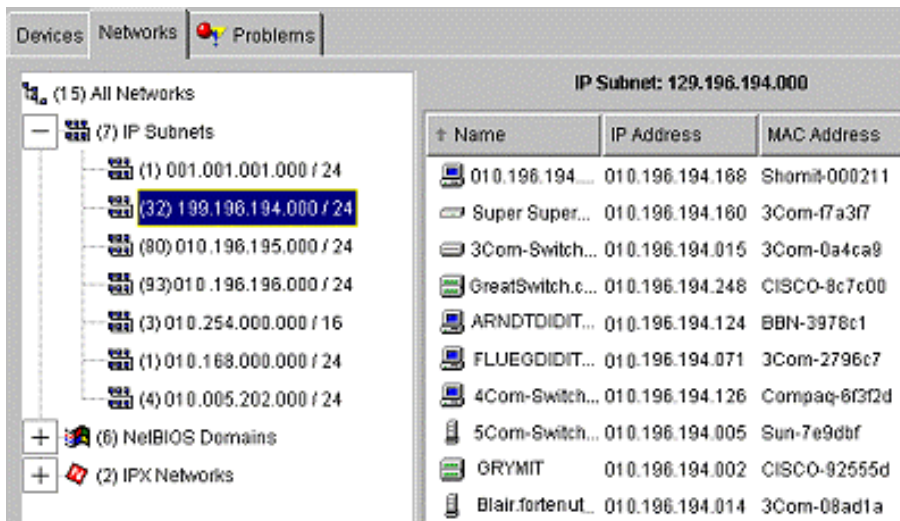 Devices Networks Problems
(15) All Networks
(7) IP Subnets
(1) 001.001.001.000 / 24
(32) 199.196.194.000 / 24
(80) 010.196.195.000 / 24
(93)010 .196.196.000 / 24
(3) 010.254.000.000 / 16
(1) 010.168.000.000 / 24
(4) 010.005.202.000 / 24
(6) NetBIOS Domains
(2) IPX Networks
IP Subnet: 129.196.194.000
Name IP Address MAC Address
010.196.194.... 010.196.194.168 Shomit-000211
Super Super... 010.196.194.160 3Com-f7a3f7
3Com-Switch... 010.196.194.015 3Com-0a4ca9
GreatSwitch.c... 010.196.194.248 CISCO-8c7c00
ARNDTDIDIT... 010.196.194.124 BBN-3978c1
FLUEGDIDIT... 010.196.194.071 3Com-2796c7
4Com-Switch... 010.196.194.126 Compaq-6f3f2d
5Com-Switch... 010.196.194.005 Sun-7e9dbf
GRYMIT 010.196.194.002 CISCO-92555d
Blair.fortenut... 010.196.194.014 3Com-08ad1a